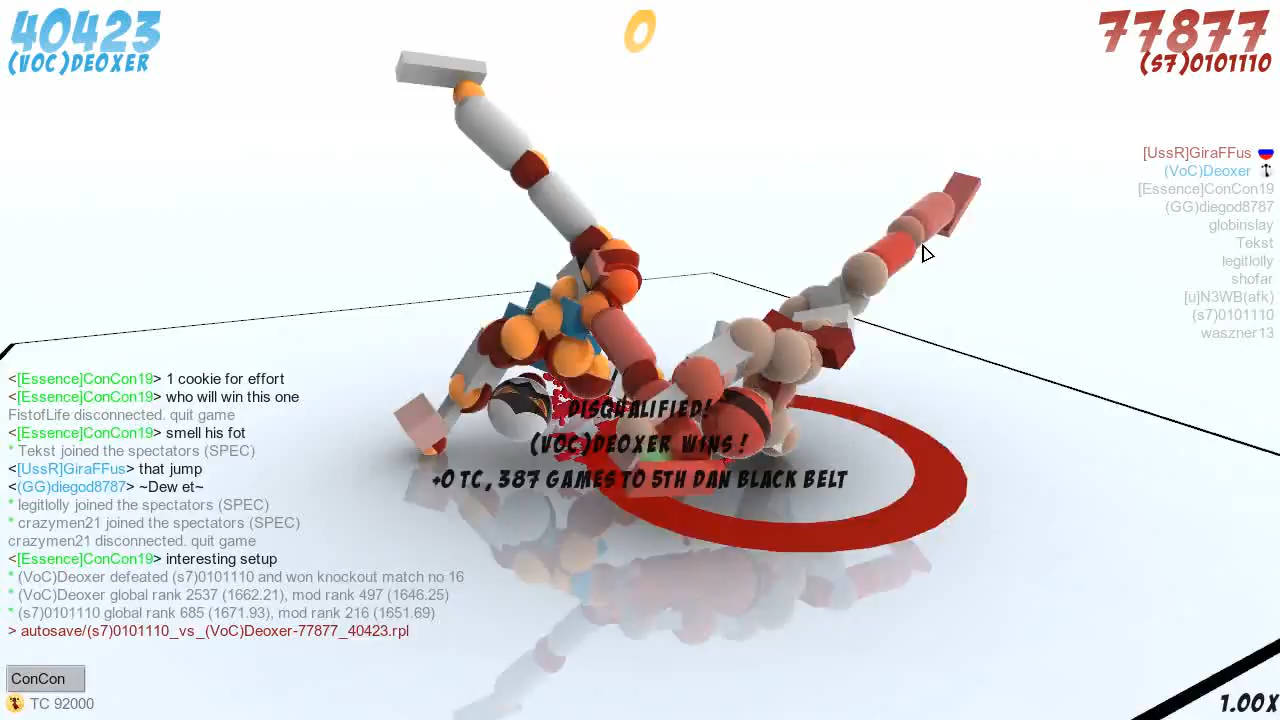 40423
(VOC)DEOXER
0
77877
(S7)0101110
[UssR]GiraFFus
(VoC)Deoxer
[Essence]ConCon19
(GG)diegod8787
globinslay
Tekst
legitlolly
shofar
[u]N3WB(afk)
(s7)0101110
waszner13
DISQUALIFIED!
(VOC)DEOXER WINS !
+0 TC, 387 GAMES TO 5TH DAN BLACK BELT
<[Essence]ConCon19> 1 cookie for effort
<[Essence]ConCon19> who will win this one
FistofLife disconnected. quit game
<[Essence]ConCon19> smell his fot
* Tekst joined the spectators (SPEC)
<[UssR]GiraFFus> that jump
<(GG)diegod8787> ~Dew et~
* legitlolly joined the spectators (SPEC)
* crazymen21 joined the spectators (SPEC)
crazymen21 disconnected. quit game
<[Essence]ConCon19> interesting setup
* (VoC)Deoxer defeated (s7)0101110 and won knockout match no 16
* (VoC)Deoxer global rank 2537 (1662.21), mod rank 497 (1646.25)
* (s7)0101110 global rank 685 (1671.93), mod rank 216 (1651.69)
> autosave/(s7)0101110_vs_(VoC)Deoxer-77877_40423.rpl
ConCon
TC 92000
1.00X